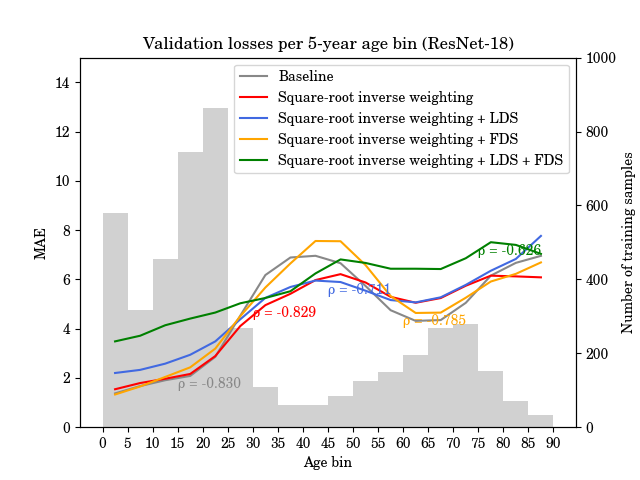 Validation losses per 5-year age bin (ResNet-18)
Baseline
Square-root inverse weighting
Square-root inverse weighting + LDS
Square-root inverse weighting + FDS
Square-root inverse weighting + LDS + FDS
MAE
14
12
10
8
6
4
2
0
1000
800
600
400
200
0
Number of training samples
ρ = -0.626
ρ = -0.711
ρ = -0.829
ρ = -0.785
ρ = -0.830
0 5 10 15 20 25 30 35 40 45 50 55 60 65 70 75 80 85 90
Age bin